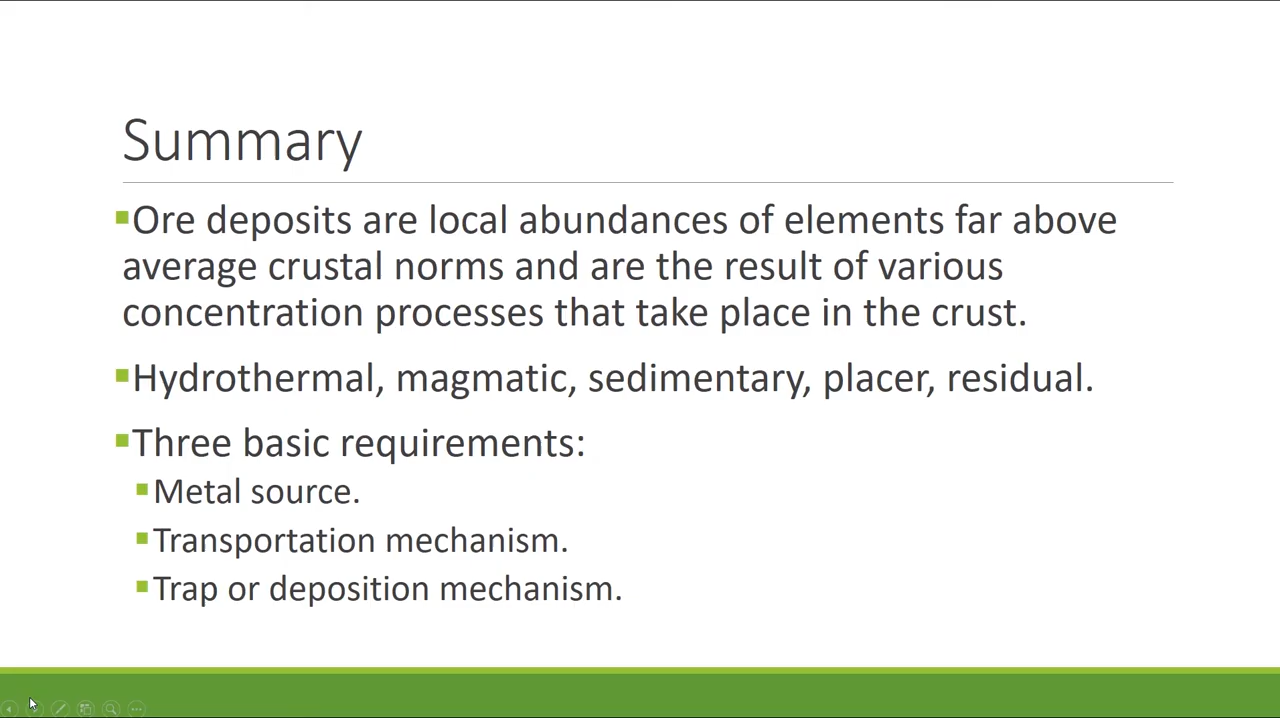 Summary
▪Ore deposits are local abundances of elements far above
average crustal norms and are the result of various
concentration processes that take place in the crust.
▪Hydrothermal, magmatic, sedimentary, placer, residual.
▪Three basic requirements:
▪Metal source.
▪Transportation mechanism.
▪Trap or deposition mechanism.